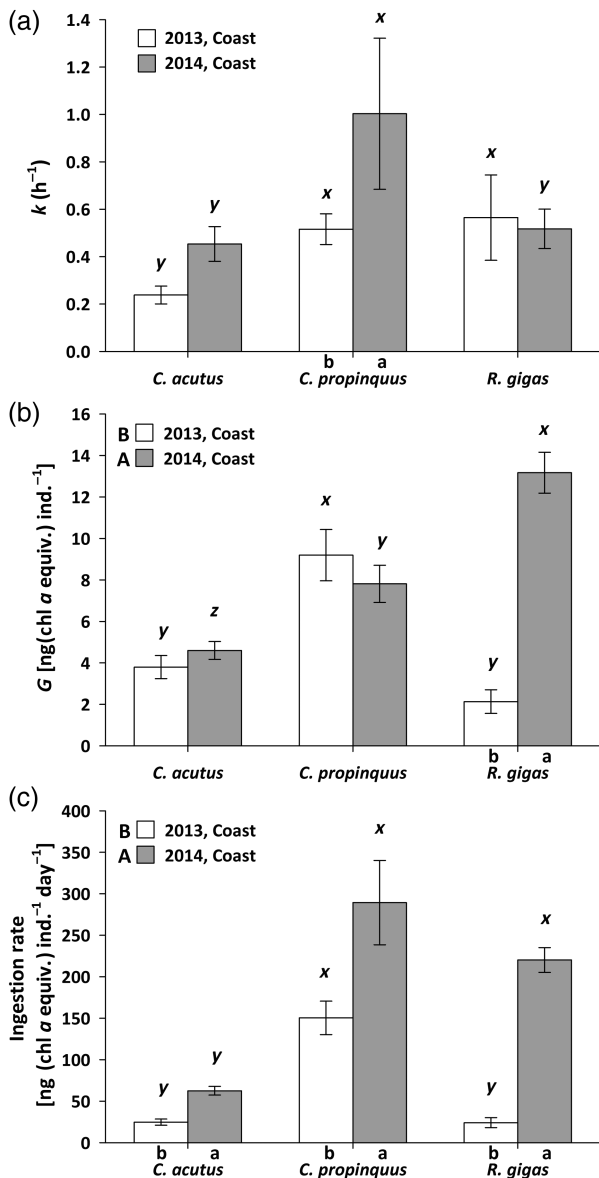 (a)
1.4
1.2
1.0
0.8
0.6
0.4
0.2
0.0
k (h⁻¹)
2013, Coast
2014, Coast
y
y
x
x
x
y
b a
C. acutus C. propinquus R. gigas
(b)
16
14
12
10
8
6
4
2
0
G [ng(chl a equiv.) ind.⁻¹]
B 2013, Coast
A 2014, Coast
y
z
x
y
y
x
b a
C. acutus C. propinquus R. gigas
(c)
400
350
300
250
200
150
100
50
0
Ingestion rate
[ng (chl a equiv.) ind.⁻¹ day⁻¹]
B 2013, Coast
A 2014, Coast
y
y
x
x
y
x
b a b a b a
C. acutus C. propinquus R. gigas